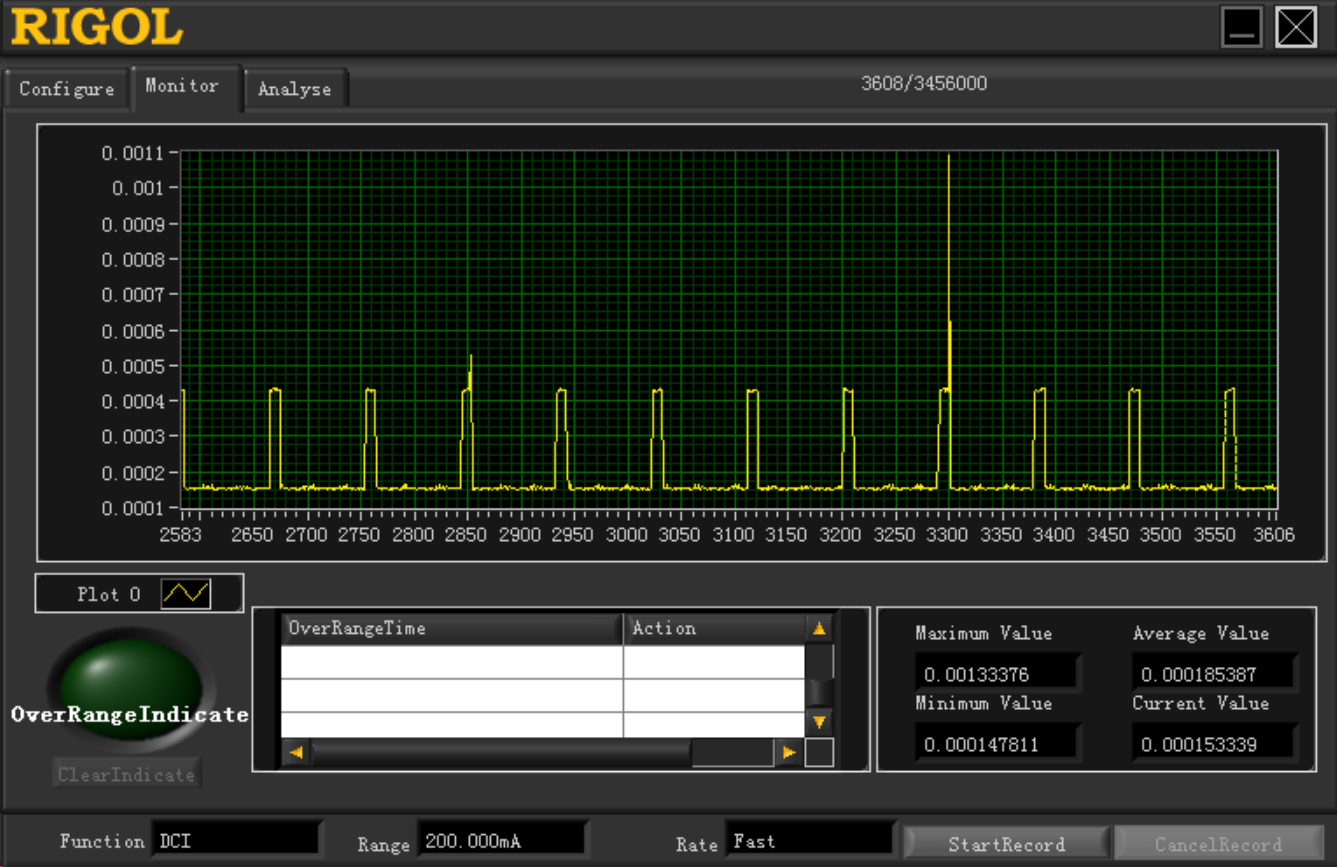 RIGOL
Configure Monitor Analyse 3608/3456000
0.0011
0.001
0.0009
0.0008
0.0007
0.0006
0.0005
0.0004
0.0003
0.0002
0.0001
2583 2650 2700 2750 2800 2850 2900 2950 3000 3050 3100 3150 3200 3250 3300 3350 3400 3450 3500 3550 3606
Plot 0
OverRangeTime Action
Maximum Value Average Value
0.00133376 0.000185387
Minimum Value Current Value
0.000147811 0.000153339
OverRangeIndicate
ClearIndicate
Function DCI Range 200.000mA Rate Fast StartRecord CancelRecord